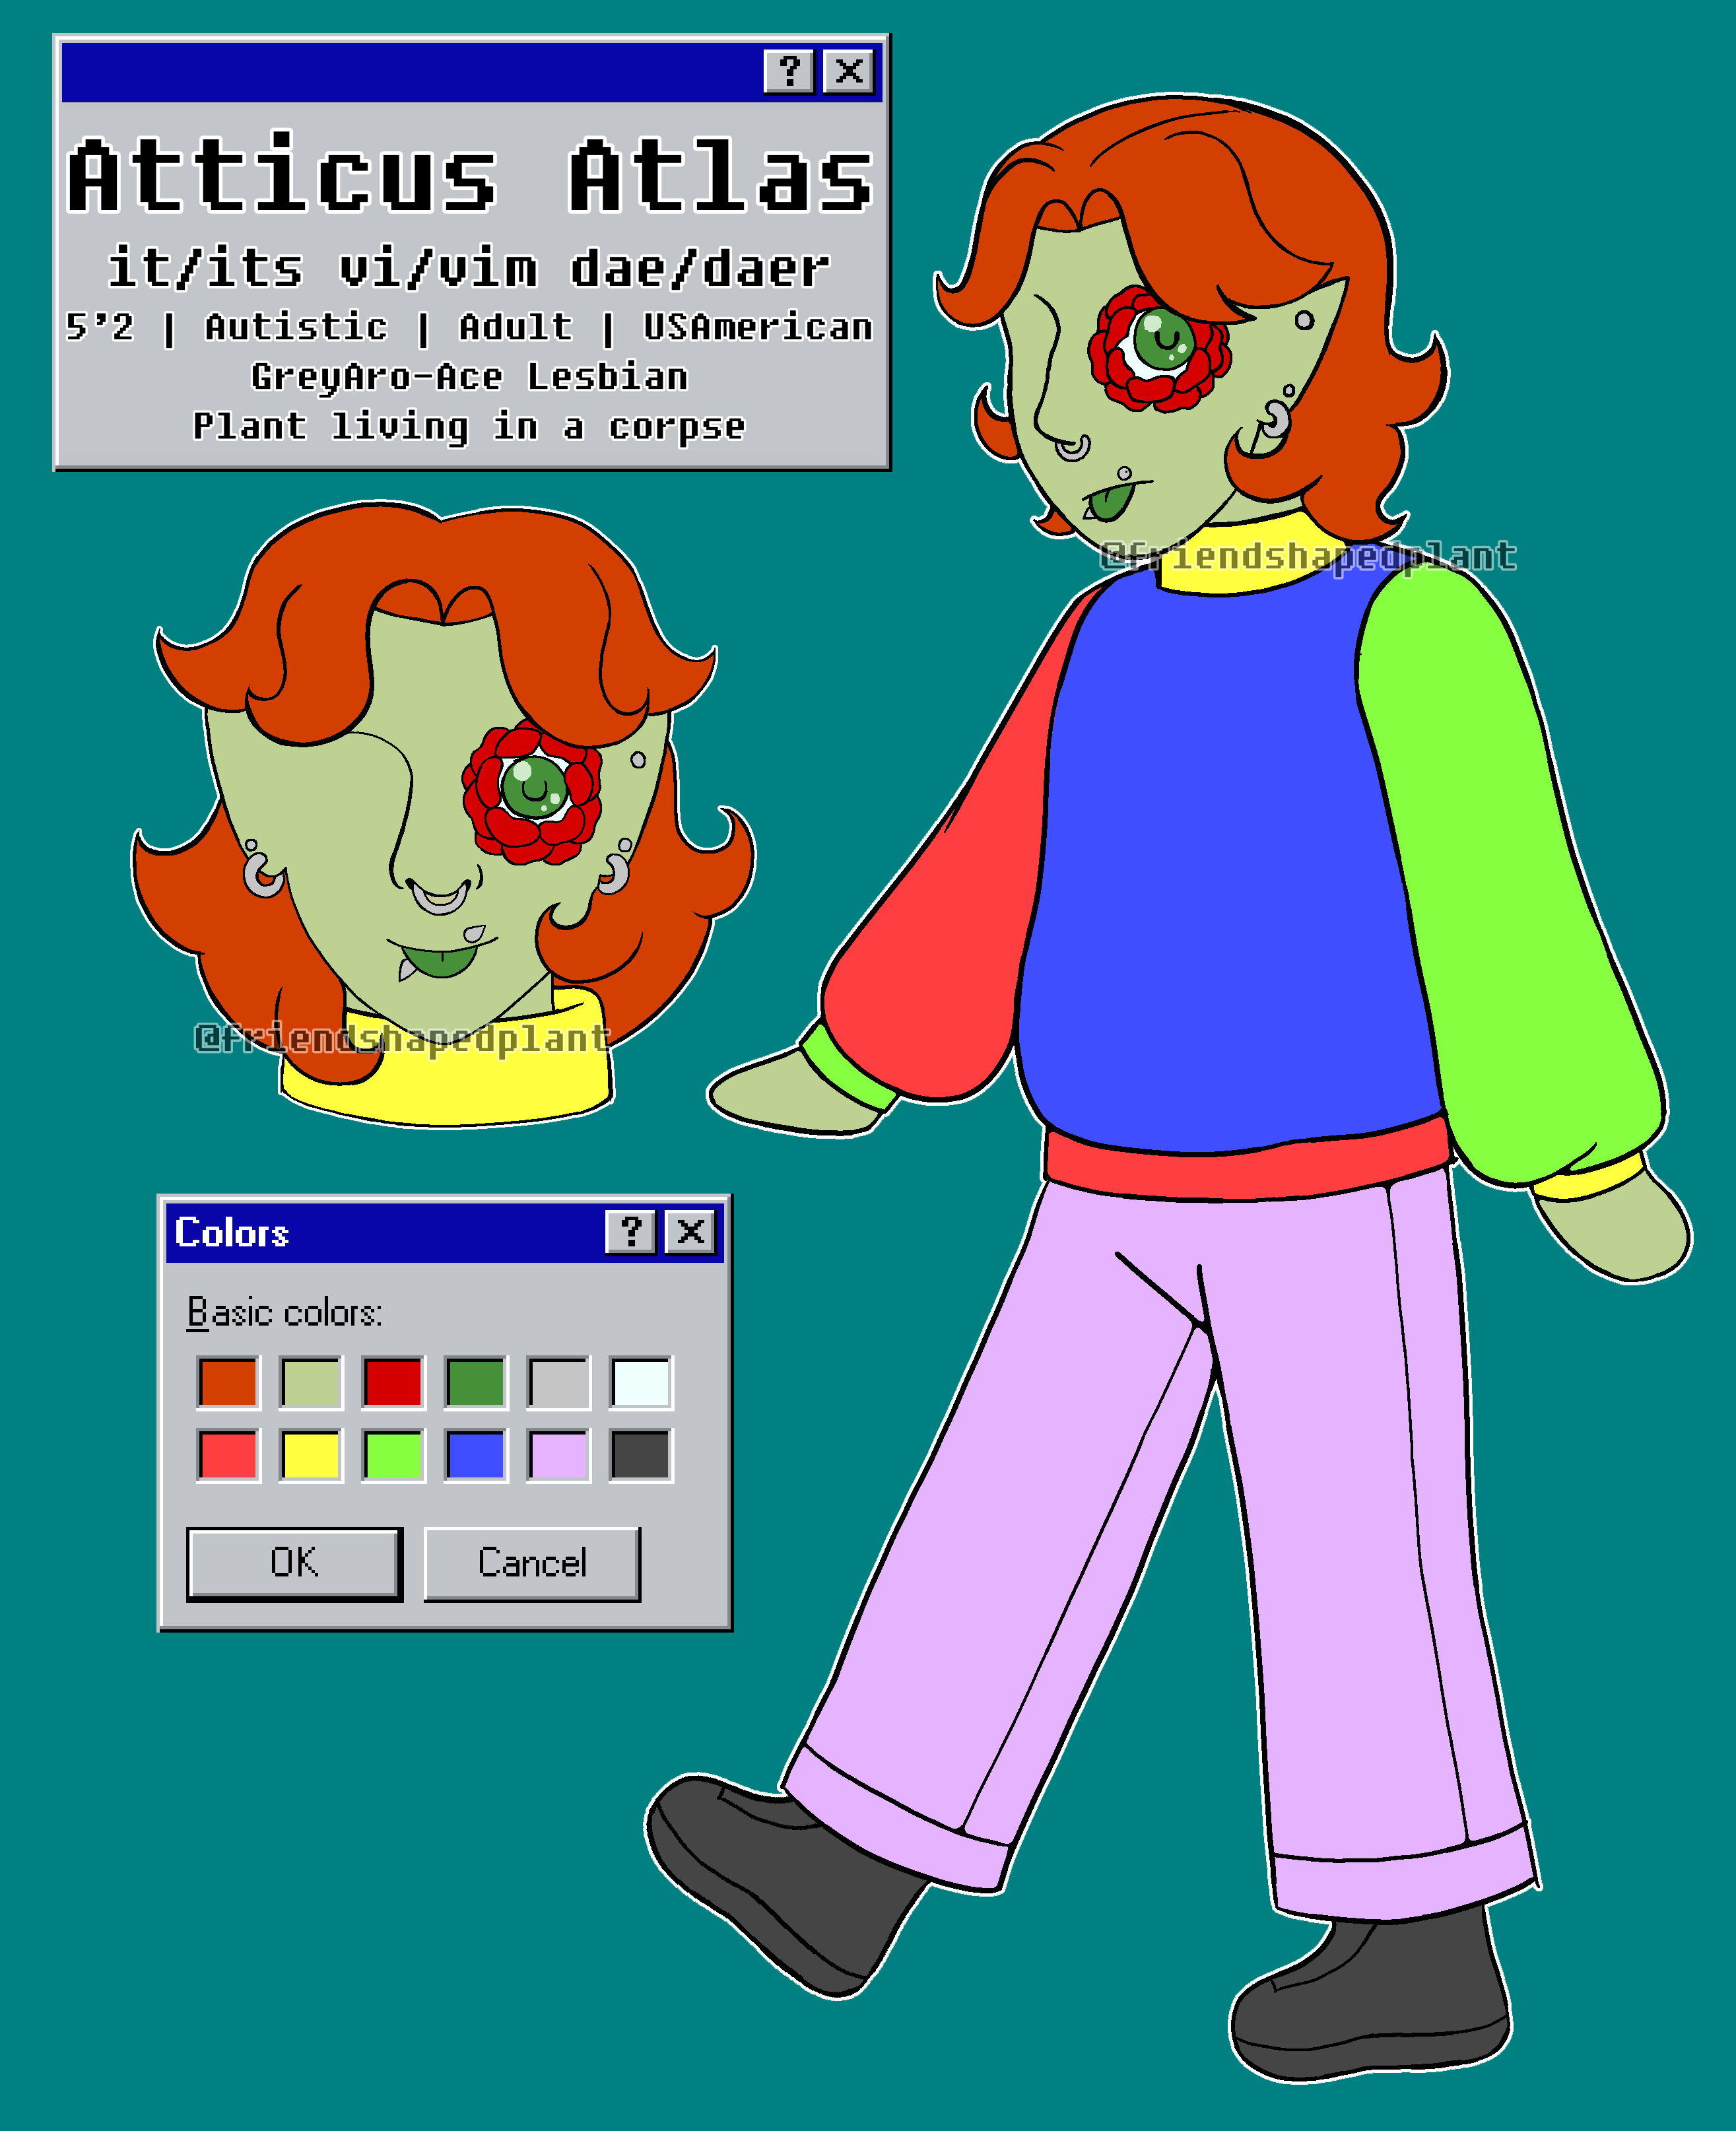 ? X
Atticus Atlas
it/its vi/vim dae/daer
5'2 | Autistic | Adult | USAmerican
GreyAro-Ace Lesbian
Plant living in a corpse
@friendshapedplant
@friendshapedplant
Colors ? X
Basic colors:
OK Cancel